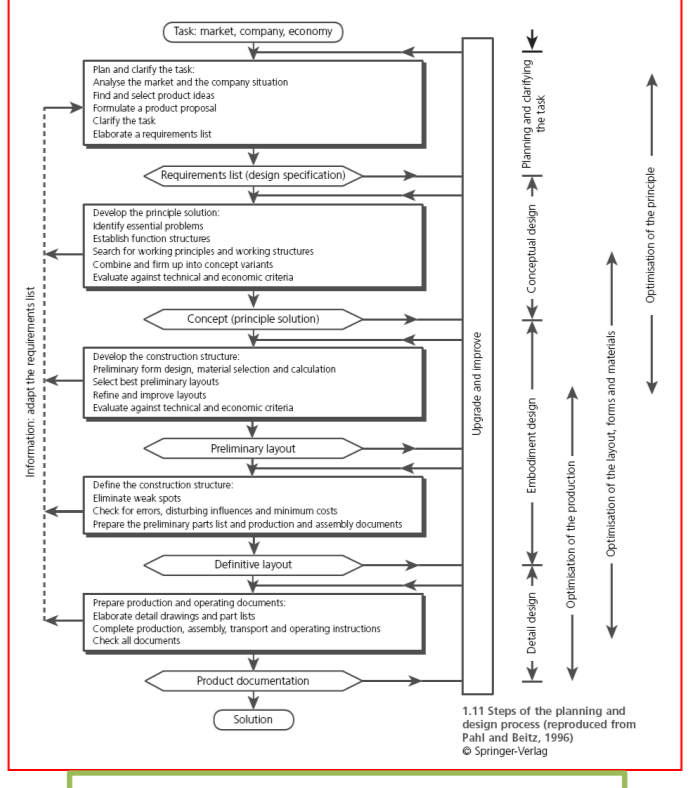 Task: market, company, economy
Plan and clarify the task:
Analyse the market and the company situation
Find and select product ideas
Formulate a product proposal
Clarify the task
Elaborate a requirements list
Requirements list (design specification)
Develop the principle solution:
Identify essential problems
Establish function structures
Search for working principles and working structures
Combine and firm up into concept variants
Evaluate against technical and economic criteria
Concept (principle solution)
Develop the construction structure:
Preliminary form design, material selection and calculation
Select best preliminary layouts
Refine and improve layouts
Evaluate against technical and economic criteria
Preliminary layout
Define the construction structure:
Eliminate weak spots
Check for errors, disturbing influences and minimum costs
Prepare the preliminary parts list and production and assembly documents
Definitive layout
Prepare production and operating documents:
Elaborate detail drawings and part lists
Complete production, assembly, transport and operating instructions
Check all documents
Product documentation
Solution
Information: adapt the requirements list
Upgrade and improve
Planning and clarifying
the task
Conceptual design
Embodiment design
Detail design
Optimisation of the production
Optimisation of the layout, forms and materials
Optimisation of the principle
1.11 Steps of the planning and
design process (reproduced from
Pahl and Beitz, 1996)
© Springer-Verlag